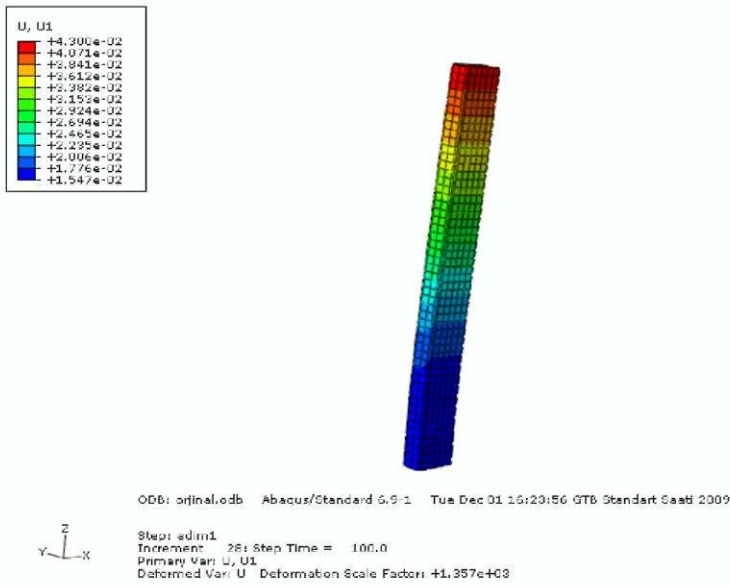 U, U1
+4.300e-02
+4.071e-02
+3.841e-02
+3.612e-02
+3.382e-02
+3.153e-02
+2.924e-02
+2.694e-02
+2.465e-02
+2.235e-02
+2.006e-02
+1.776e-02
+1.547e-02
ODB: orjinal.odb Abaqus/Standard 6.9-1 Tue Dec 01 16:23:56 GTB Standart Saati 2009
Z
Y X
Step: adim1
Increment 28: Step Time = 100.0
Primary Var: U, U1
Deformed Var: U Deformation Scale Factor: +1.357e+03